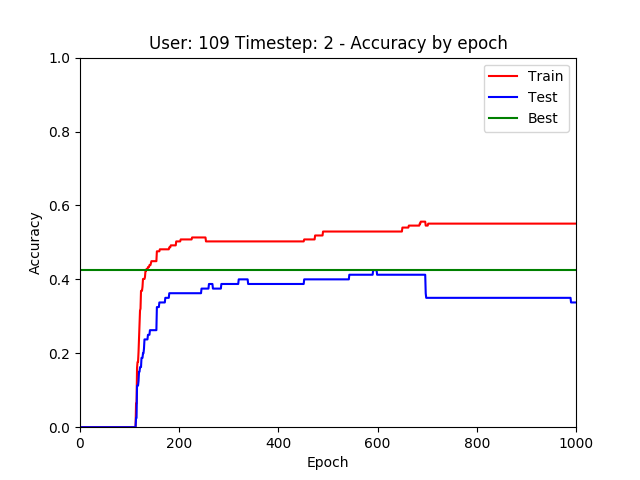 User: 109 Timestep: 2 - Accuracy by epoch
1.0
0.8
0.6
0.4
0.2
0.0
Accuracy
Train
Test
Best
0 200 400 600 800 1000
Epoch